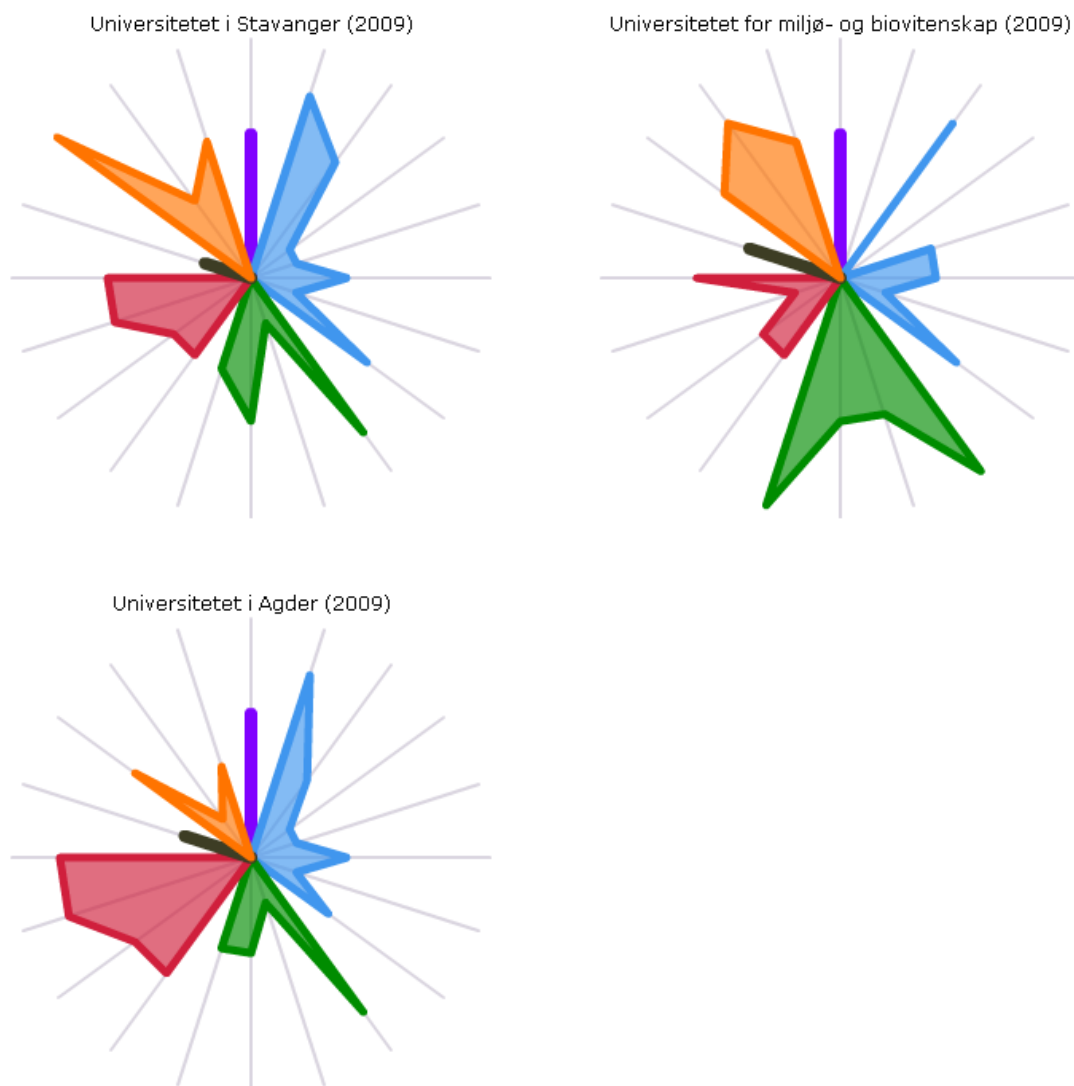 Universitetet i Stavanger (2009)
Universitetet for miljø- og biovitenskap (2009)
Universitetet i Agder (2009)